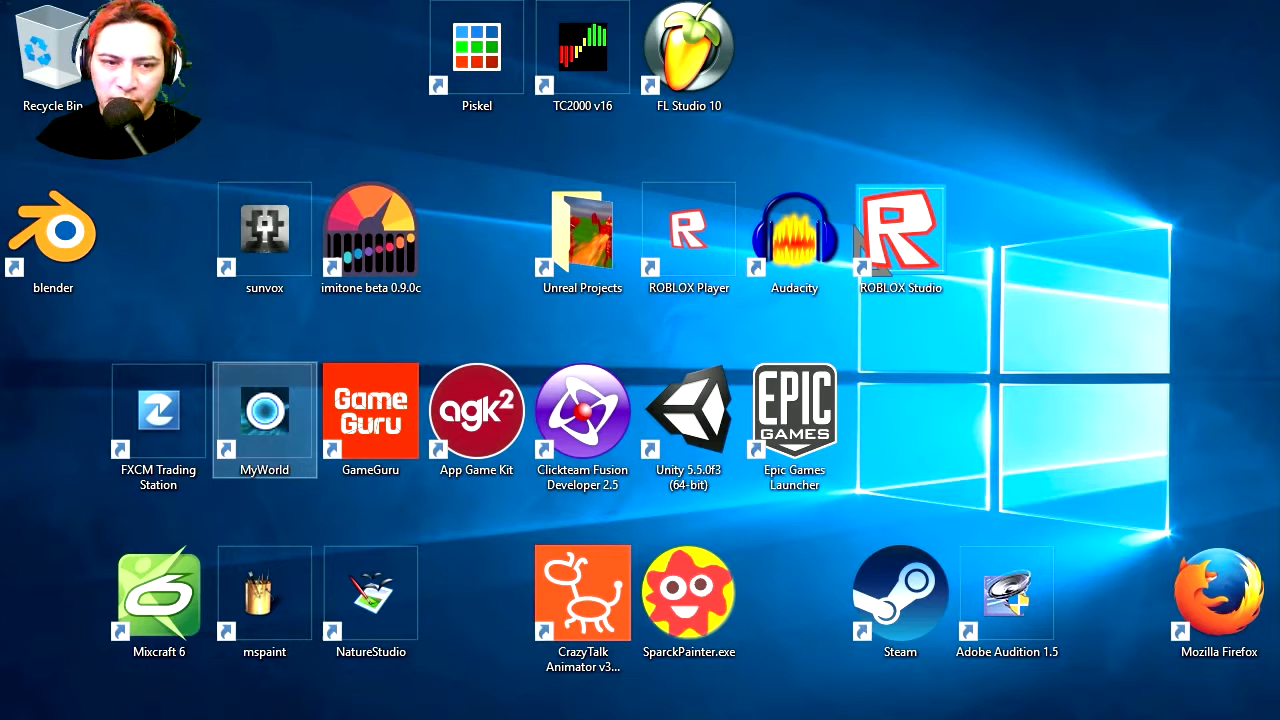 Recycle Bin
Piskel
TC2000 v16
FL Studio 10
R
R
blender
sunvox
imitone beta 0.9.0c
Unreal Projects
ROBLOX Player
Audacity
ROBLOX Studio
Game
Guru
agk2
EPIC
GAMES
FXCM Trading
Station
MyWorld
GameGuru
App Game Kit
Clickteam Fusion
Developer 2.5
Unity 5.5.0f3
(64-bit)
Epic Games
Launcher
Mixcraft 6
mspaint
NatureStudio
CrazyTalk
Animator v3...
SparckPainter.exe
Steam
Adobe Audition 1.5
Mozilla Firefox